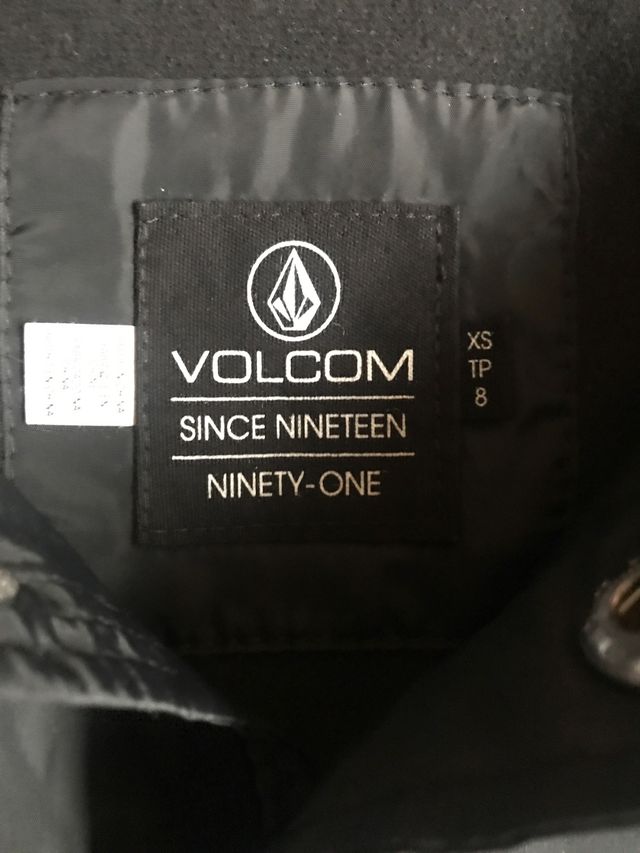 VOLCOM
SINCE NINETEEN
NINETY-ONE
XS
TP
8